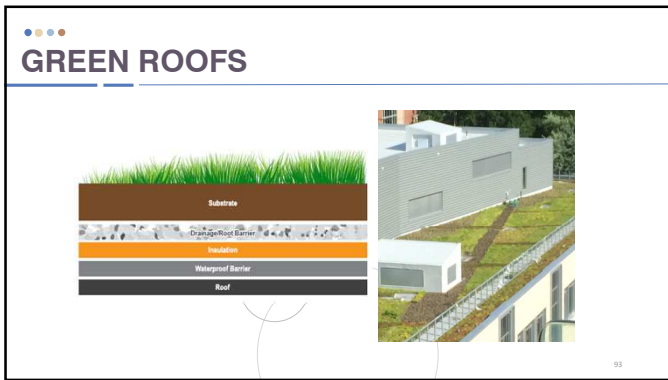 GREEN ROOFS
Substrate
Drainage/Root Barrier
Insulation
Waterproof Barrier
Roof
93